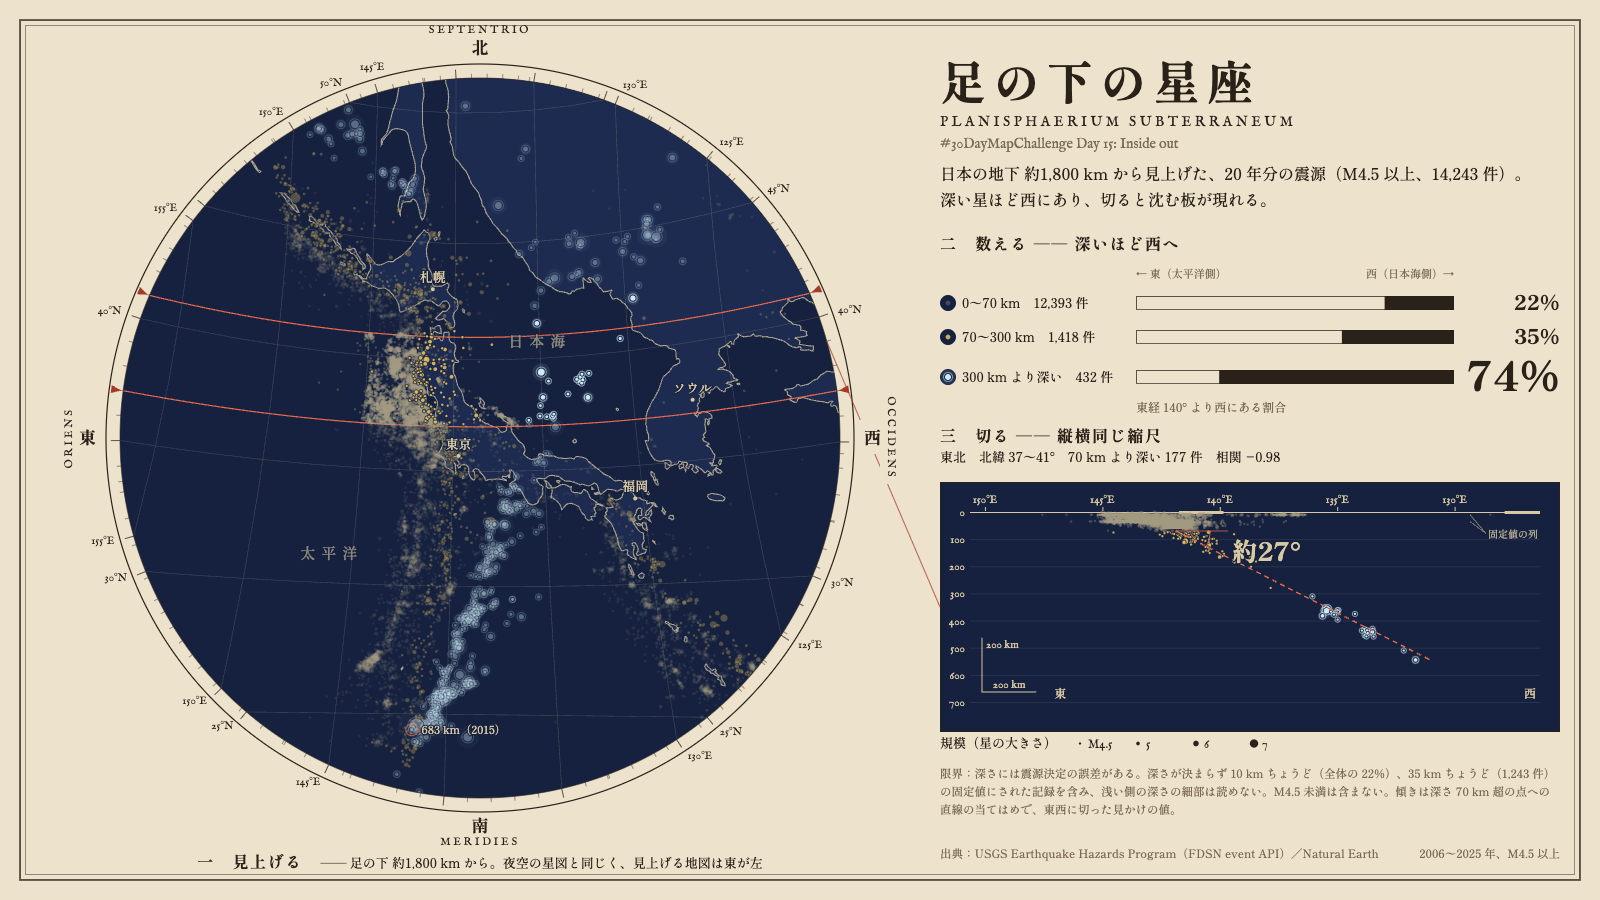 SEPTENTRIO
北
145°E
50°N
130°E
150°E
125°E
45°N
155°E
札幌
40°N
40°N
日本海
ソウル
ORIENS
東
西
OCCIDENS
東京
福岡
太平洋
155°E
30°N
30°N
125°E
150°E
25°N
683 km（2015）
25°N
130°E
145°E
南
MERIDIES
一　見上げる　── 足の下 約1,800 km から。夜空の星図と同じく、見上げる地図は東が左
足の下の星座
PLANISPHAERIUM SUBTERRANEUM
#30DayMapChallenge Day 15: Inside out
日本の地下 約1,800 km から見上げた、20 年分の震源（M4.5 以上、14,243 件）。
深い星ほど西にあり、切ると沈む板が現れる。
二　数える ── 深いほど西へ
← 東（太平洋側）　西（日本海側）→
0〜70 km　12,393 件　22%
70〜300 km　1,418 件　35%
300 km より深い　432 件　74%
東経 140° より西にある割合
三　切る ── 縦横同じ縮尺
東北　北緯 37〜41°　70 km より深い 177 件　相関 −0.98
150°E 145°E 140°E 135°E 130°E
0
固定値の列
100
約27°
200
300
400
500
200 km
600
200 km
東
西
700
規模（星の大きさ）　M4.5　5　6　7
限界：深さには震源決定の誤差がある。深さが決まらず 10 km ちょうど（全体の 22%）、35 km ちょうど（1,243 件）
の固定値にされた記録を含み、浅い側の深さの細部は読めない。M4.5 未満は含まない。傾きは深さ 70 km 超の点への
直線の当てはめで、東西に切った見かけの値。
出典：USGS Earthquake Hazards Program（FDSN event API）／Natural Earth
2006〜2025 年、M4.5 以上